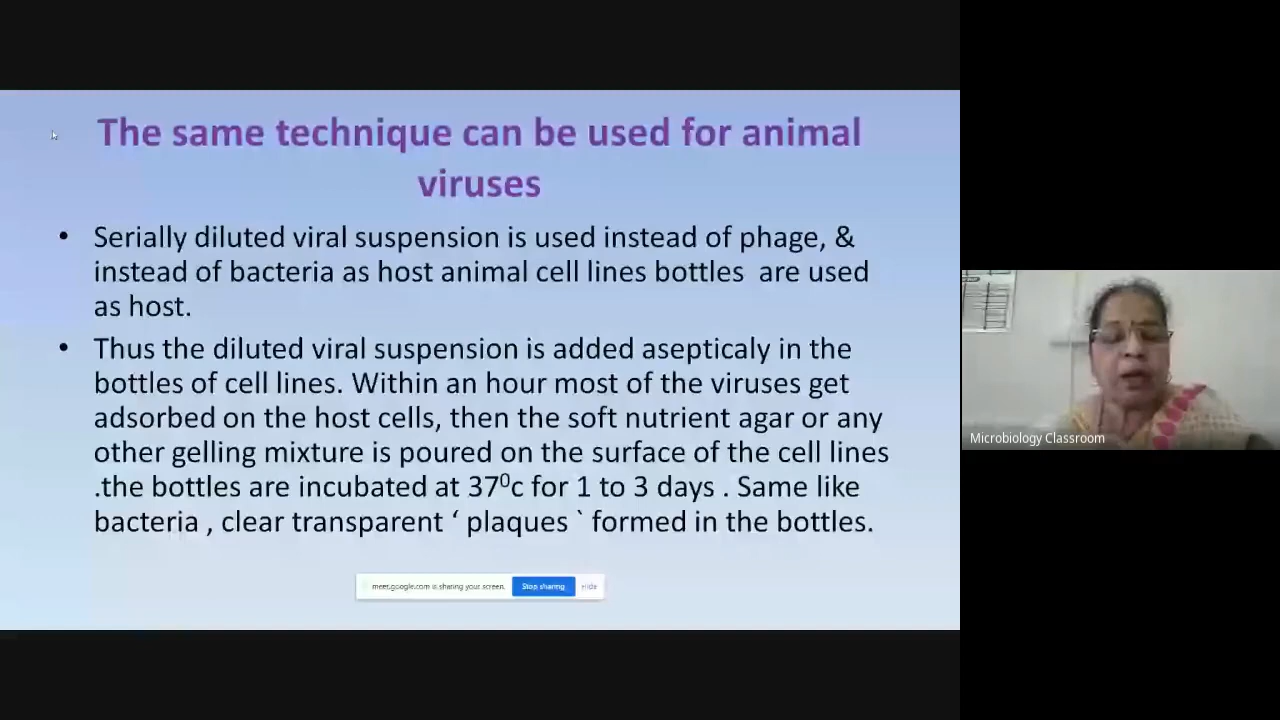 The same technique can be used for animal
viruses
• Serially diluted viral suspension is used instead of phage, &
instead of bacteria as host animal cell lines bottles are used
as host.
• Thus the diluted viral suspension is added asepticaly in the
bottles of cell lines. Within an hour most of the viruses get
adsorbed on the host cells, then the soft nutrient agar or any
other gelling mixture is poured on the surface of the cell lines
.the bottles are incubated at 37⁰c for 1 to 3 days . Same like
bacteria , clear transparent ‘ plaques ` formed in the bottles.
meet.google.com is sharing your screen. Stop sharing Hide
Microbiology Classroom